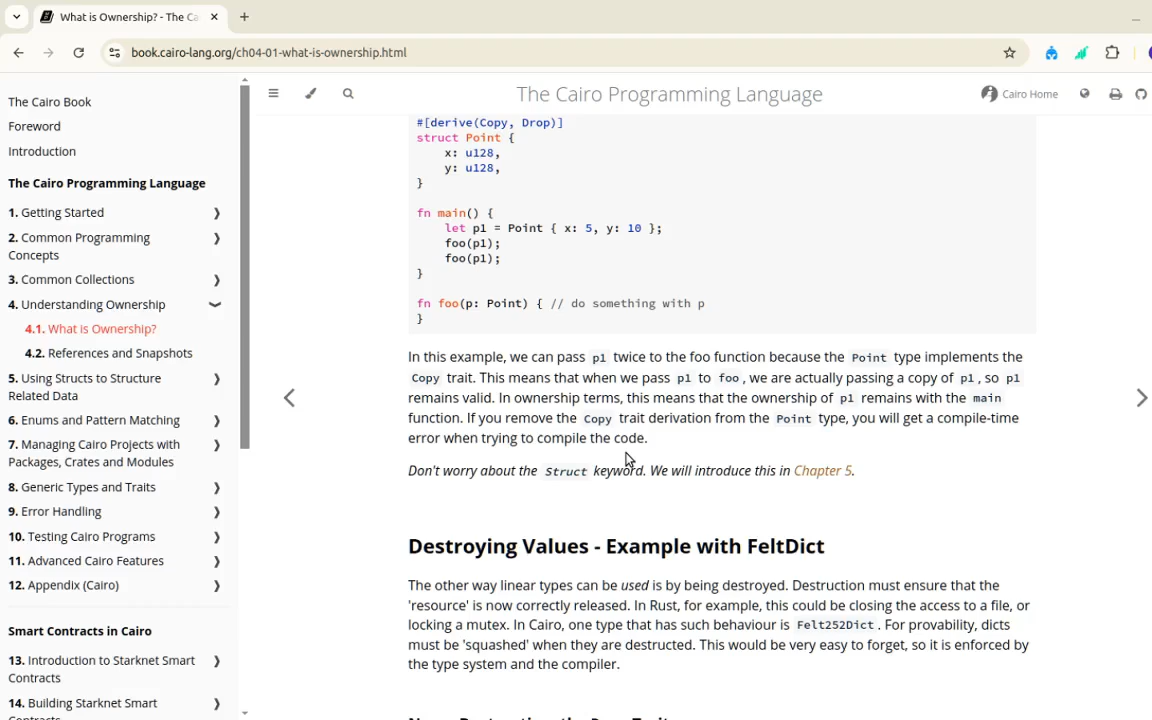 What is Ownership? - The Ca
book.cairo-lang.org/ch04-01-what-is-ownership.html
The Cairo Book
Foreword
Introduction
The Cairo Programming Language
1. Getting Started
2. Common Programming
Concepts
3. Common Collections
4. Understanding Ownership
4.1. What is Ownership?
4.2. References and Snapshots
5. Using Structs to Structure
Related Data
6. Enums and Pattern Matching
7. Managing Cairo Projects with
Packages, Crates and Modules
8. Generic Types and Traits
9. Error Handling
10. Testing Cairo Programs
11. Advanced Cairo Features
12. Appendix (Cairo)
Smart Contracts in Cairo
13. Introduction to Starknet Smart
Contracts
14. Building Starknet Smart
Contracts
The Cairo Programming Language
Cairo Home
#[derive(Copy, Drop)]
struct Point {
    x: u128,
    y: u128,
}
fn main() {
    let p1 = Point { x: 5, y: 10 };
    foo(p1);
    foo(p1);
}
fn foo(p: Point) { // do something with p
}
In this example, we can pass p1 twice to the foo function because the Point type implements the
Copy trait. This means that when we pass p1 to foo, we are actually passing a copy of p1, so p1
remains valid. In ownership terms, this means that the ownership of p1 remains with the main
function. If you remove the Copy trait derivation from the Point type, you will get a compile-time
error when trying to compile the code.
Don't worry about the Struct keyword. We will introduce this in Chapter 5.
Destroying Values - Example with FeltDict
The other way linear types can be used is by being destroyed. Destruction must ensure that the
'resource' is now correctly released. In Rust, for example, this could be closing the access to a file, or
locking a mutex. In Cairo, one type that has such behaviour is Felt252Dict. For provability, dicts
must be 'squashed' when they are destructed. This would be very easy to forget, so it is enforced by
the type system and the compiler.